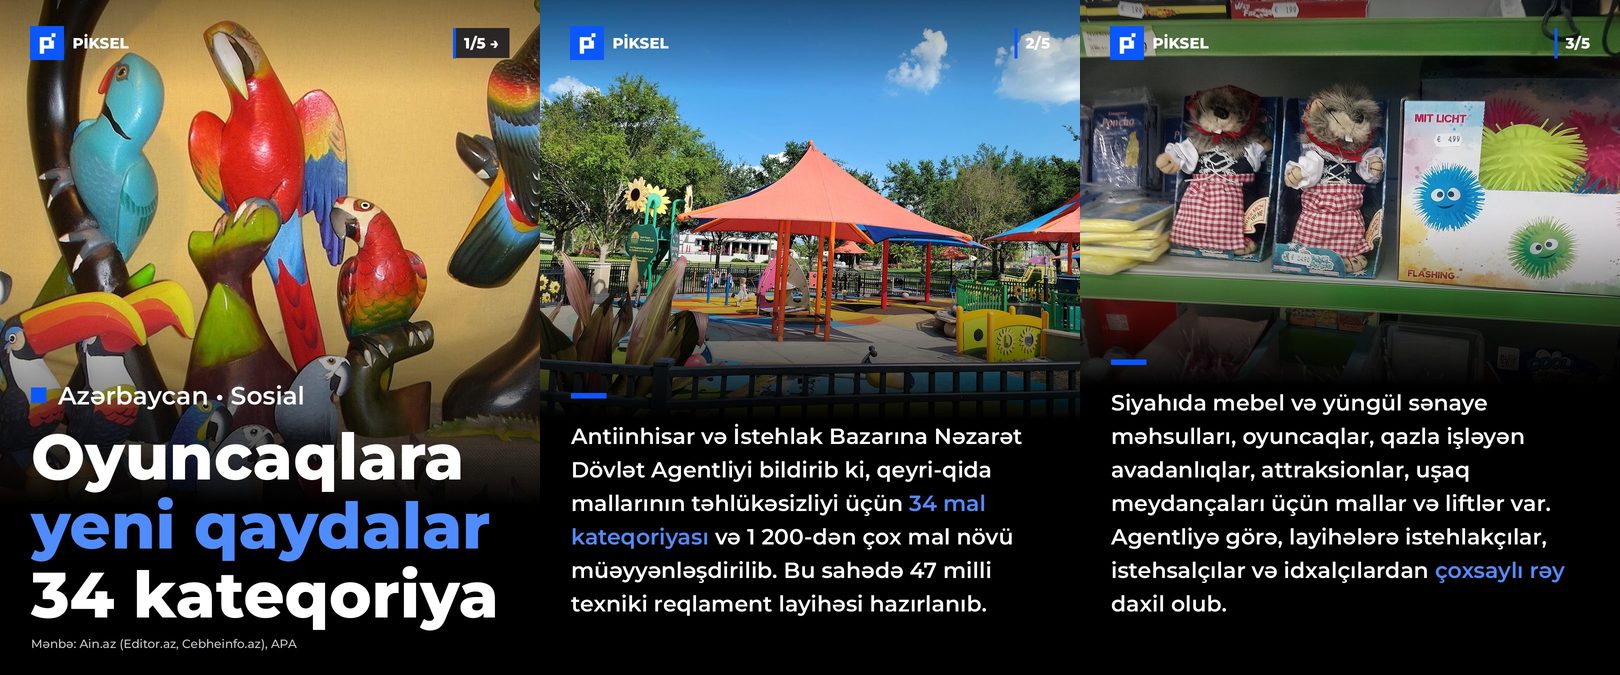 PİKSEL
1/5 →
Azərbaycan • Sosial
Oyuncaqlara
yeni qaydalar
34 kateqoriya
Mənbə: Ain.az (Editor.az, Cebheinfo.az), APA
PİKSEL
2/5
Antiinhisar və İstehlak Bazarına Nəzarət
Dövlət Agentliyi bildirib ki, qeyri-qida
mallarının təhlükəsizliyi üçün 34 mal
kateqoriyası və 1 200-dən çox mal növü
müəyyənləşdirilib. Bu sahədə 47 milli
texniki reqlament layihəsi hazırlanıb.
PİKSEL
3/5
Poncho
MIT LICHT
€ 4,99
FLASHING
Siyahıda mebel və yüngül sənaye
məhsulları, oyuncaqlar, qazla işləyən
avadanlıqlar, attraksionlar, uşaq
meydançaları üçün mallar və liftlər var.
Agentliyə görə, layihələrə istehlakçılar,
istehsalçılar və idxalçılardan çoxsaylı rəy
daxil olub.